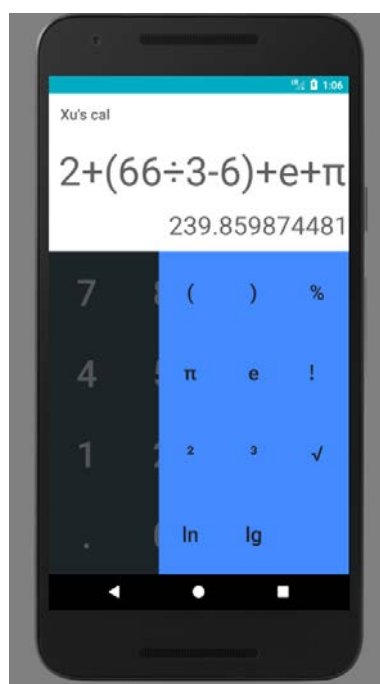 1:06
Xu's cal
2+(66÷3-6)+e+π
239.859874481
7 ( ) %
4 π e !
1 ² ³ √
. ln lg